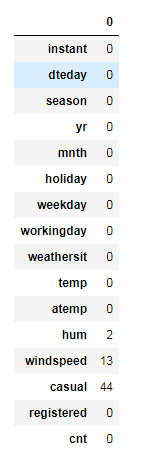 0
instant 0
dteday 0
season 0
yr 0
mnth 0
holiday 0
weekday 0
workingday 0
weathersit 0
temp 0
atemp 0
hum 2
windspeed 13
casual 44
registered 0
cnt 0